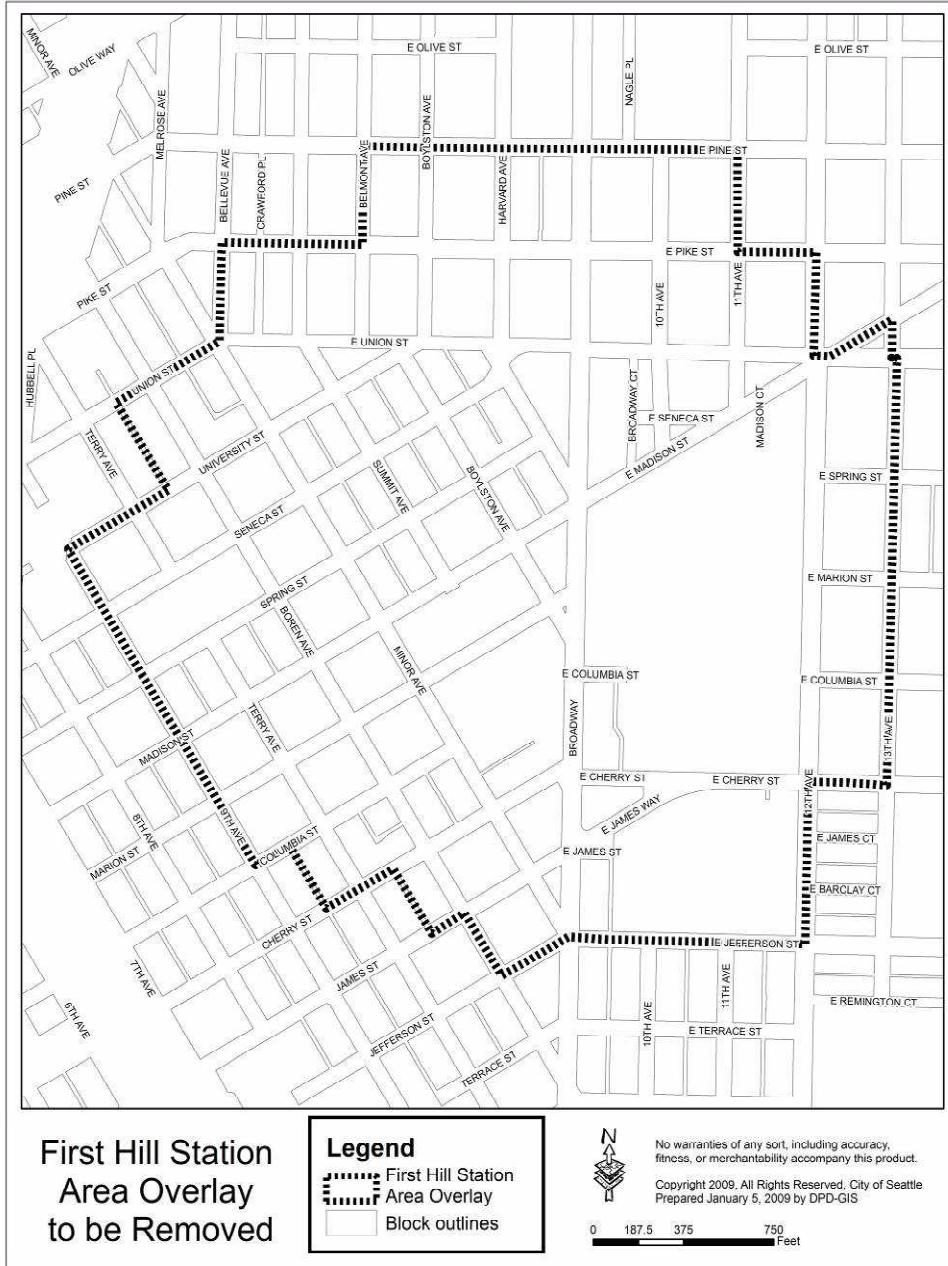 E OLIVE ST
E OLIVE ST
MINOR AVE
OLIVE WAY
MELROSE AVE
NAGLE PL
BOYLSTON AVE
E PINE ST
PINE ST
BELLEVUE AVE
CRAWFORD PL
BELMONT AVE
HARVARD AVE
E PIKE ST
PIKE ST
10TH AVE
11TH AVE
E UNION ST
HUBBELL PL
UNION ST
BROADWAY CT
MADISON CT
E SENECA ST
TERRY AVE
UNIVERSITY ST
SUMMIT AVE
BOYLSTON AVE
E MADISON ST
E SPRING ST
SENECA ST
SPRING ST
E MARION ST
BOREN AVE
MINOR AVE
E COLUMBIA ST
E COLUMBIA ST
TERRY AVE
BROADWAY
MADISON ST
13TH AVE
E CHERRY ST
E CHERRY ST
12TH AVE
9TH AVE
8TH AVE
E JAMES WAY
COLUMBIA ST
E JAMES CT
MARION ST
E JAMES ST
E BARCLAY CT
CHERRY ST
E JEFFERSON ST
7TH AVE
JAMES ST
11TH AVE
10TH AVE
E REMINGTON CT
6TH AVE
JEFFERSON ST
E TERRACE ST
TERRACE ST
First Hill Station
Area Overlay
to be Removed
Legend
First Hill Station
Area Overlay
Block outlines
N
No warranties of any sort, including accuracy,
fitness, or merchantability accompany this product.
Copyright 2009, All Rights Reserved, City of Seattle
Prepared January 5, 2009 by DPD-GIS
0 187.5 375 750
Feet